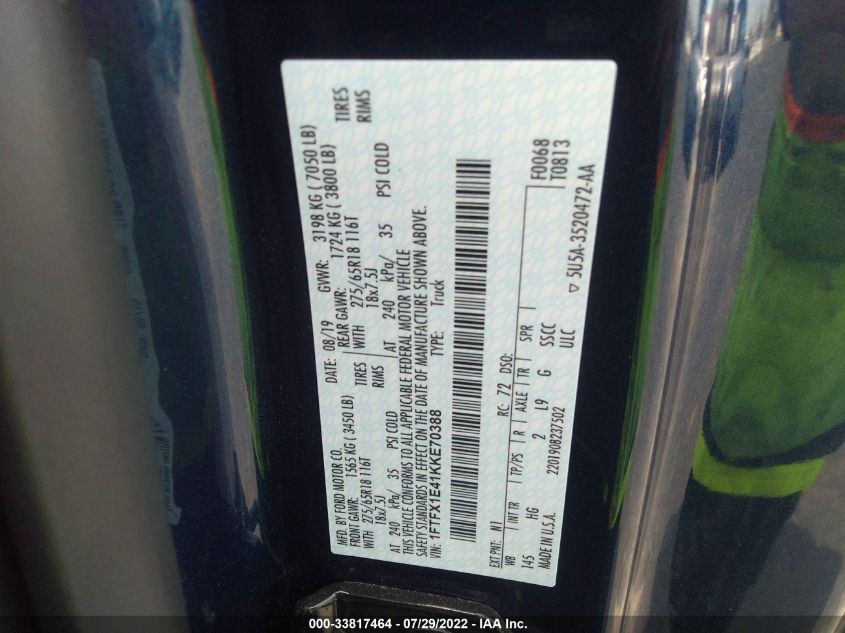 MFD. BY FORD MOTOR CO.
DATE: 08/19 GVWR: 3198 KG ( 7050 LB)
FRONT GAWR: 1565 KG ( 3450 LB) REAR GAWR: 1724 KG ( 3800 LB)
WITH 275/65R18 116T TIRES WITH 275/65R18 116T TIRES
18x7.5J RIMS 18x7.5J RIMS
AT 240 kPa/ 35 PSI COLD AT 240 kPa/ 35 PSI COLD
THIS VEHICLE CONFORMS TO ALL APPLICABLE FEDERAL MOTOR VEHICLE
SAFETY STANDARDS IN EFFECT ON THE DATE OF MANUFACTURE SHOWN ABOVE.
VIN: 1FTFX1E41KKE70388 TYPE: Truck
EXT PNT: N1 RC: 72 DSO: F0068
WB INT TR TP/PS R AXLE TR SPR T0813
145 HG 2 L9 G SSCC
MADE IN U.S.A. 2201908237502 ULC
▽ 5U5A-3520472-AA
000-33817464 - 07/29/2022 - IAA Inc.